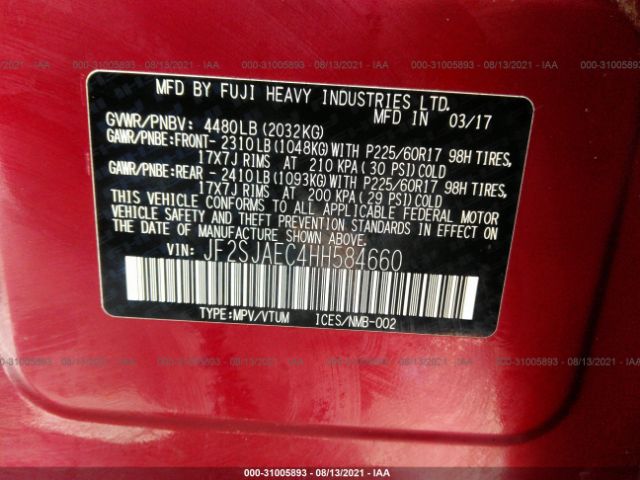 000-31005893 - 08/13/2021 - IAA
MFD BY FUJI HEAVY INDUSTRIES LTD.
MFD IN 03/17
GVWR/PNBV: 4480LB(2032KG)
GAWR/PNBE:FRONT- 2310LB(1048KG)WITH P225/60R17 98H TIRES,
17X7J RIMS AT 210 KPA(30 PSI)COLD
GAWR/PNBE:REAR - 2410LB(1093KG)WITH P225/60R17 98H TIRES,
17X7J RIMS AT 200 KPA(29 PSI)COLD
THIS VEHICLE CONFORMS TO ALL APPLICABLE FEDERAL MOTOR
VEHICLE SAFETY AND THEFT PREVENTION STANDARDS IN EFFECT ON
THE DATE OF MANUFACTURE SHOWN ABOVE.
VIN: JF2SJAEC4HH584660
TYPE:MPV/VTUM ICES/NMB-002
000-31005893 - 08/13/2021 - IAA